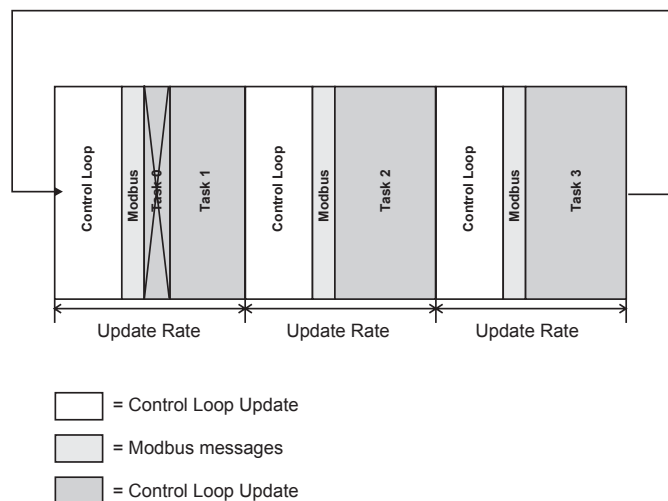 Control Loop
Modbus
Task 0
Task 1
Control Loop
Modbus
Task 2
Control Loop
Modbus
Task 3
Update Rate
Update Rate
Update Rate
= Control Loop Update
= Modbus messages
= Control Loop Update